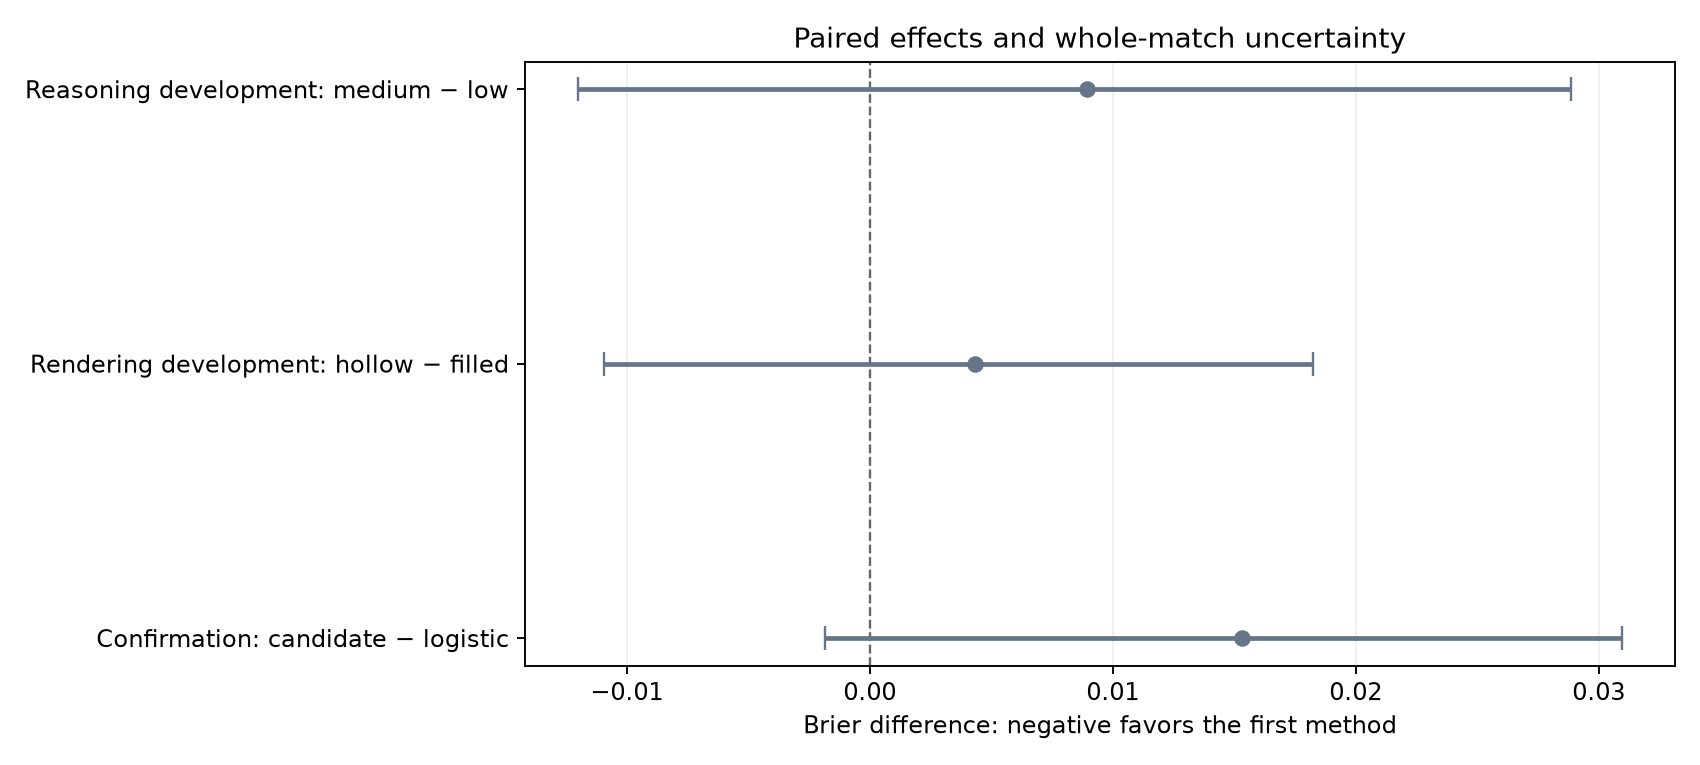 Paired effects and whole-match uncertainty
Reasoning development: medium − low
Rendering development: hollow − filled
Confirmation: candidate − logistic
−0.01 0.00 0.01 0.02 0.03
Brier difference: negative favors the first method